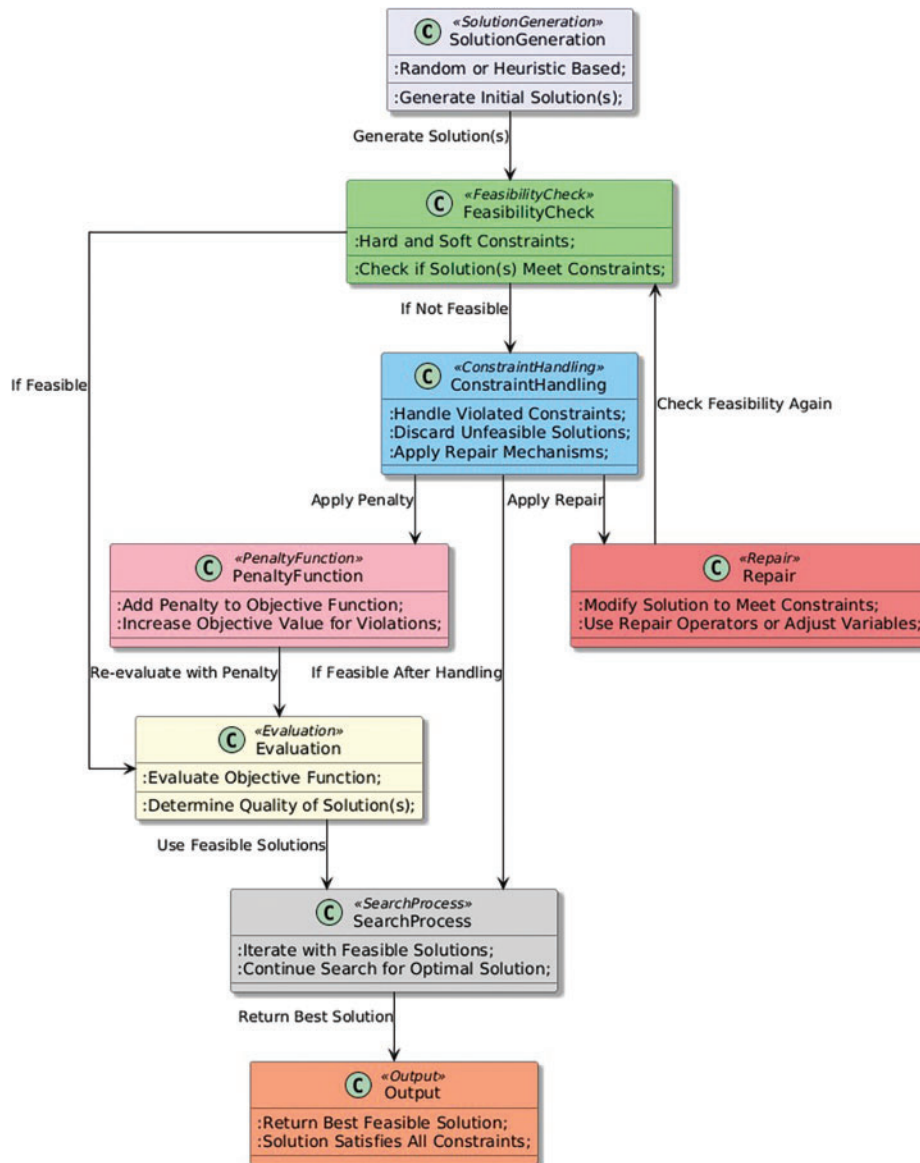 C
«SolutionGeneration»
SolutionGeneration
:Random or Heuristic Based;
:Generate Initial Solution(s);
Generate Solution(s)
C
«FeasibilityCheck»
FeasibilityCheck
:Hard and Soft Constraints;
:Check if Solution(s) Meet Constraints;
If Not Feasible
If Feasible
C
«ConstraintHandling»
ConstraintHandling
:Handle Violated Constraints;
:Discard Unfeasible Solutions;
:Apply Repair Mechanisms;
Check Feasibility Again
Apply Penalty
Apply Repair
C
«PenaltyFunction»
PenaltyFunction
:Add Penalty to Objective Function;
:Increase Objective Value for Violations;
C
«Repair»
Repair
:Modify Solution to Meet Constraints;
:Use Repair Operators or Adjust Variables;
Re-evaluate with Penalty
If Feasible After Handling
C
«Evaluation»
Evaluation
:Evaluate Objective Function;
:Determine Quality of Solution(s);
Use Feasible Solutions
C
«SearchProcess»
SearchProcess
:Iterate with Feasible Solutions;
:Continue Search for Optimal Solution;
Return Best Solution
C
«Output»
Output
:Return Best Feasible Solution;
:Solution Satisfies All Constraints;